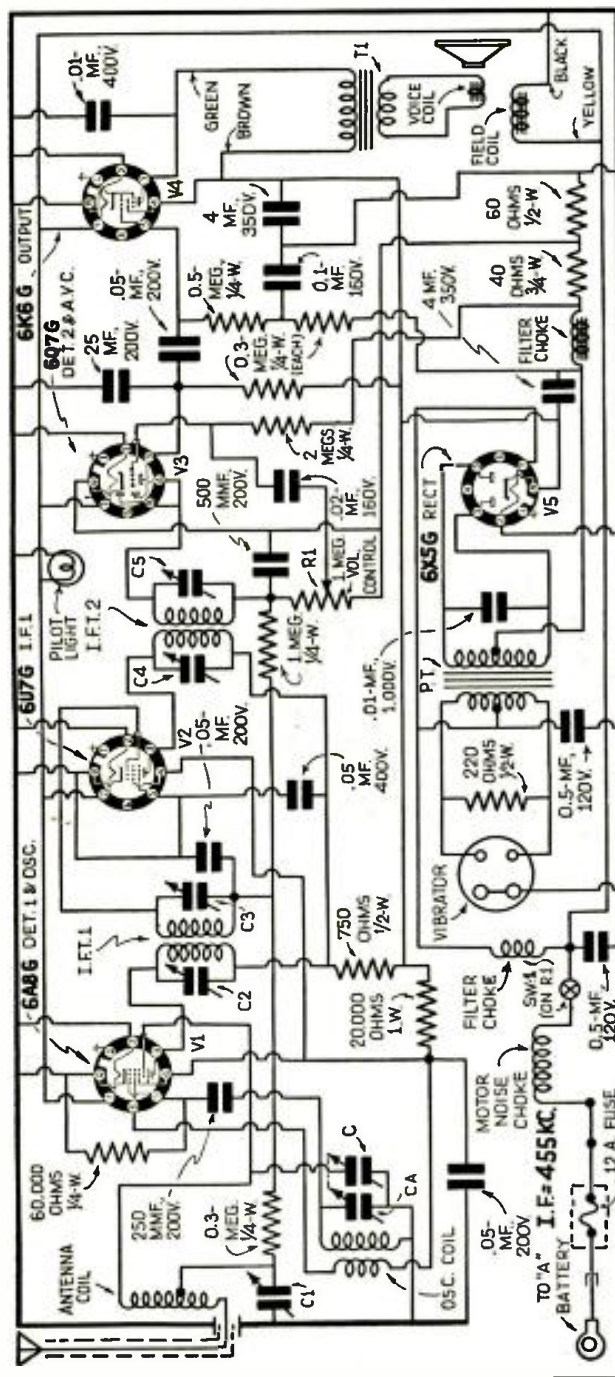 6A8G DET. 1 & OSC.
6U7G I.F.1
6Q7G
DET. 2 & A.V.C.
6K6G OUTPUT
PILOT
LIGHT
I.F.T.2
I.F.T.1
.25
MF.,
200V.
.05-
MF.
200V.
.01-
MF.
400V.
60,000
OHMS
1/4-W.
V1
V2
V3
V4
GREEN
BROWN
T1
ANTENNA
COIL
250
MMF.,
200V.
C2
C3
.05-
MF.
200V.
C4
C5
500
MMF.
200V.
0.3-
MEG.
1/4-W.
(EACH)
0.5-
MEG.,
1/4-W.
4
MF.
350V.
VOICE
COIL
0.3-
MEG.
1/4-W.
2
MEGS
1/4-W.
0.1-
MF.
160V.
FIELD
COIL
C1
C
CA
OSC. COIL
1 MEG.
1/4-W.
R1
1 MEG.
VOL.
CONTROL
.02-
MF.
160V.
BLACK
YELLOW
.05
MF.
400V.
750
OHMS
1/2-W.
20,000
OHMS
1 W.
.01-MF.,
1,000V.
4 MF.
350V.
40
OHMS
3/4-W.
60
OHMS
1/2-W.
.05-
MF.
200V.
P.T.
6X5G RECT.
V5
FILTER
CHOKE
VIBRATOR
220
OHMS
1/2-W.
0.5-MF.,
120V.
FILTER
CHOKE
SW.1
(ON R1)
MOTOR
NOISE
CHOKE
0.5-MF.
120V.
I.F.=455KC.
TO "A"
BATTERY
12 A. FUSE